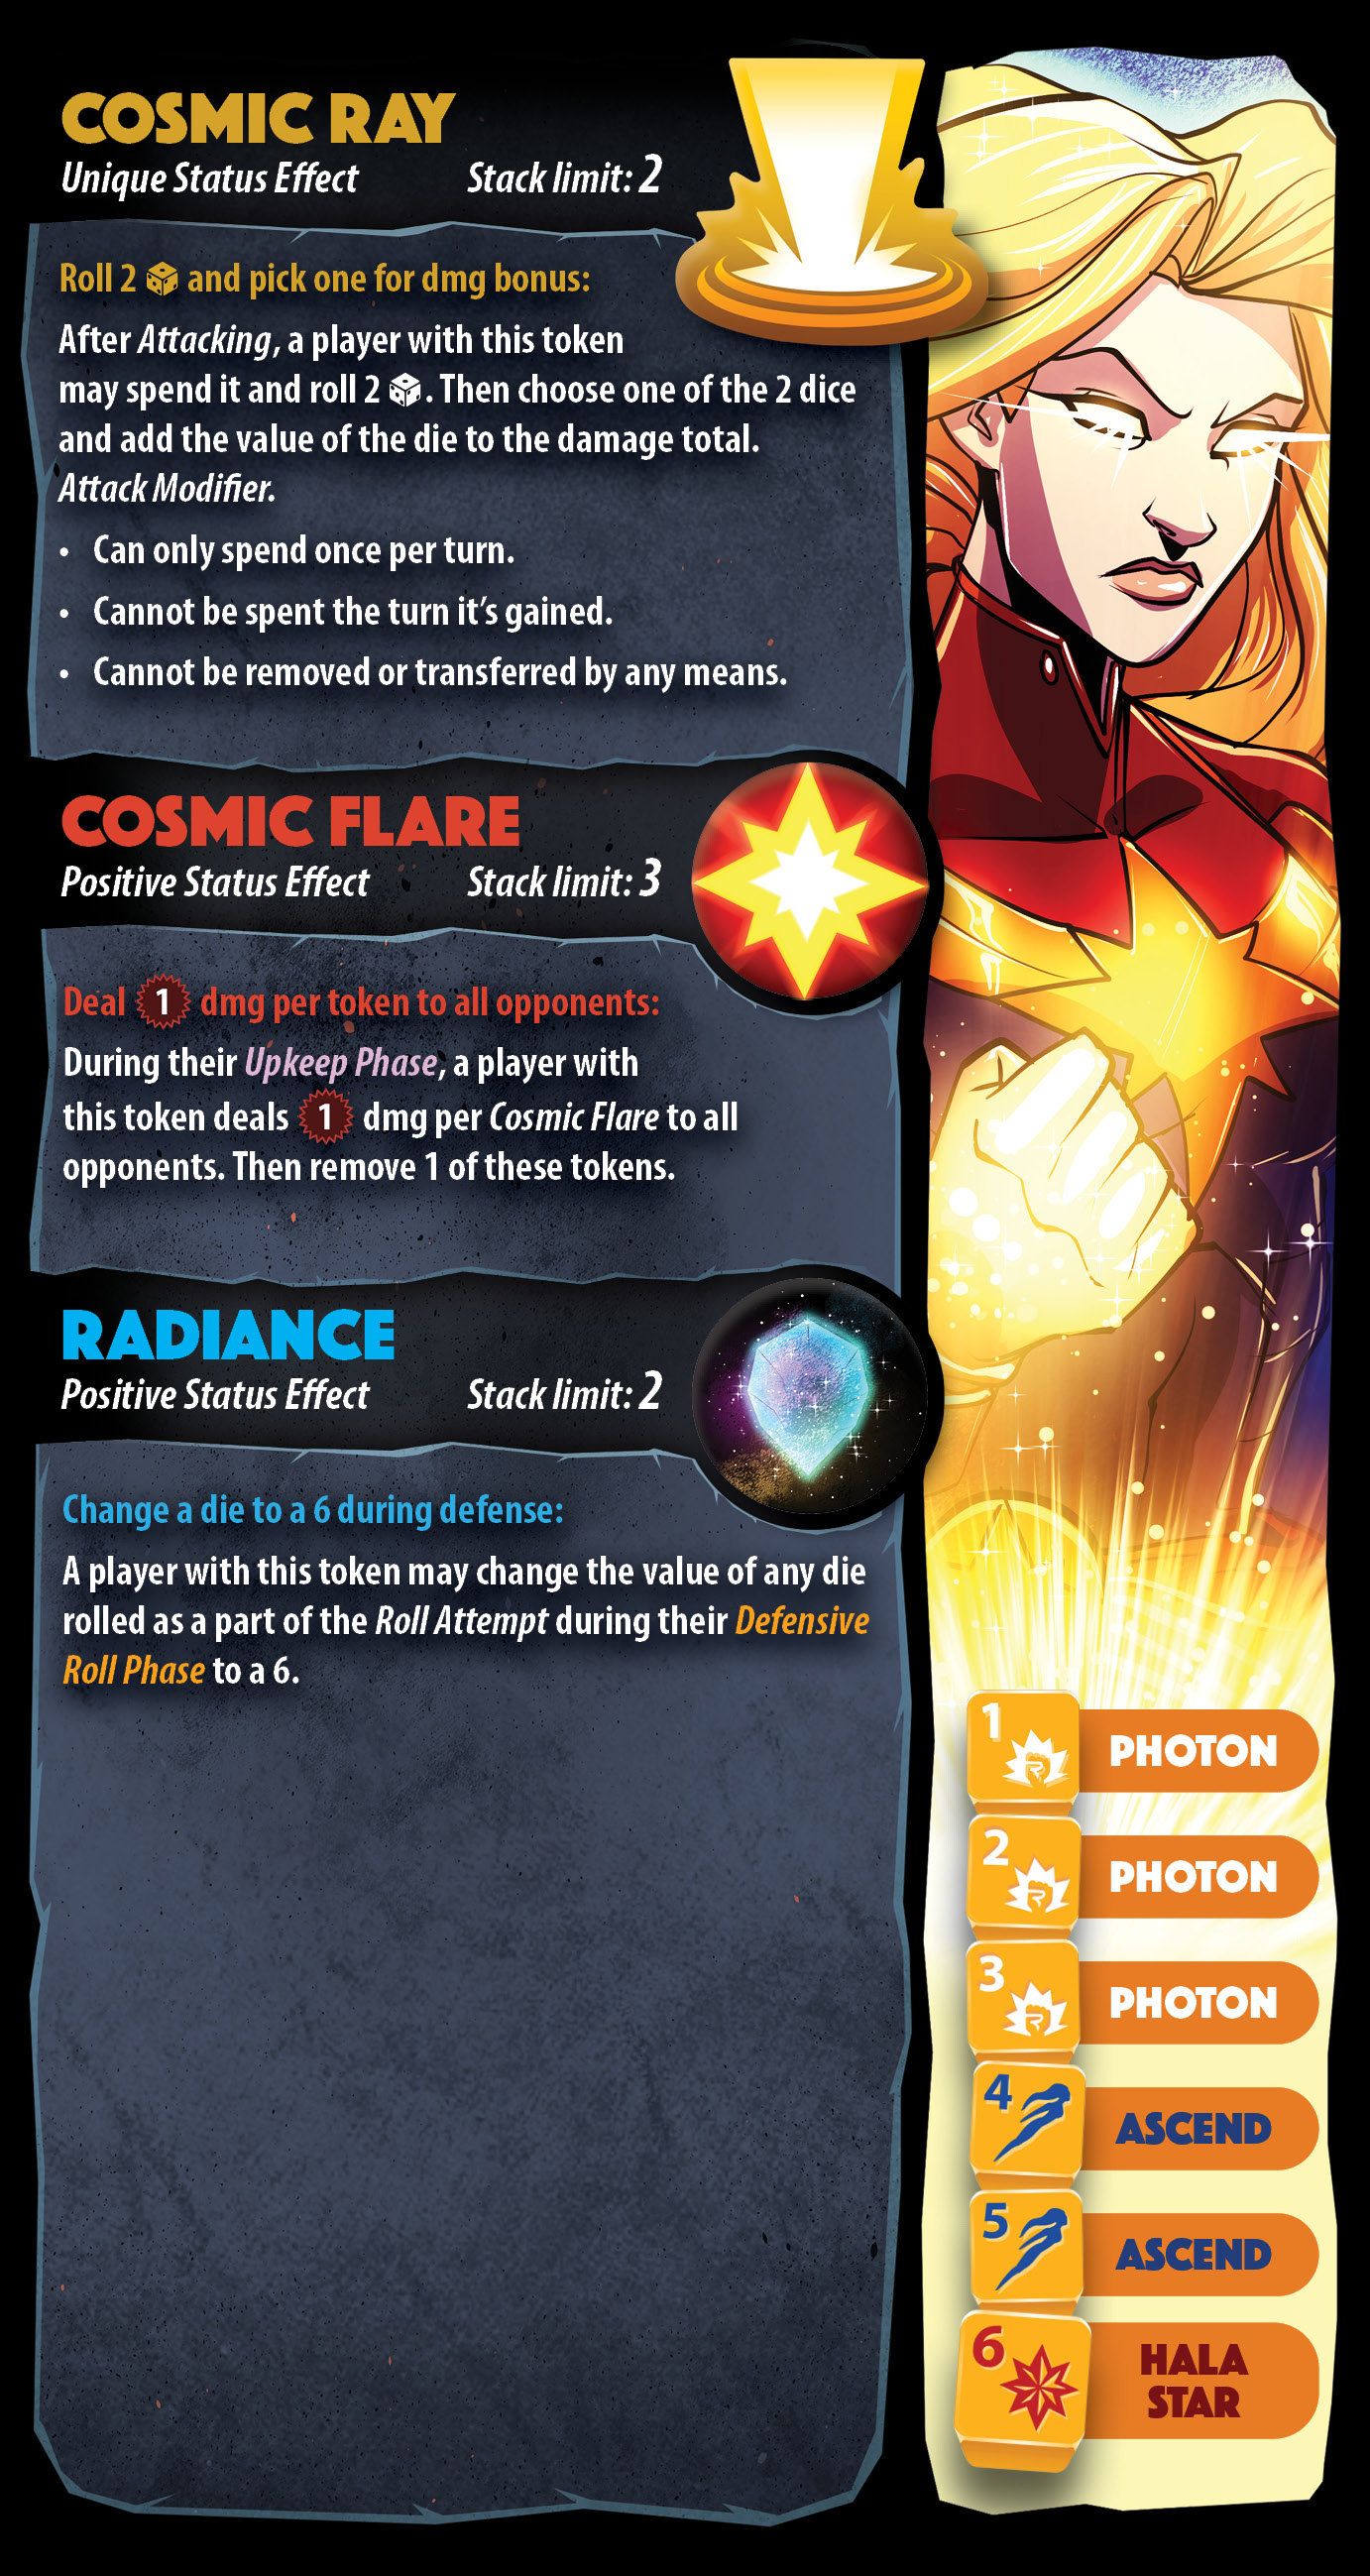 COSMIC RAY
Unique Status Effect Stack limit: 2
Roll 2 and pick one for dmg bonus:
After Attacking, a player with this token
may spend it and roll 2 . Then choose one of the 2 dice
and add the value of the die to the damage total.
Attack Modifier.
• Can only spend once per turn.
• Cannot be spent the turn it’s gained.
• Cannot be removed or transferred by any means.
COSMIC FLARE
Positive Status Effect Stack limit: 3
Deal 1 dmg per token to all opponents:
During their Upkeep Phase, a player with
this token deals 1 dmg per Cosmic Flare to all
opponents. Then remove 1 of these tokens.
RADIANCE
Positive Status Effect Stack limit: 2
Change a die to a 6 during defense:
A player with this token may change the value of any die
rolled as a part of the Roll Attempt during their Defensive
Roll Phase to a 6.
1 PHOTON
2 PHOTON
3 PHOTON
4 ASCEND
5 ASCEND
6 HALA
STAR